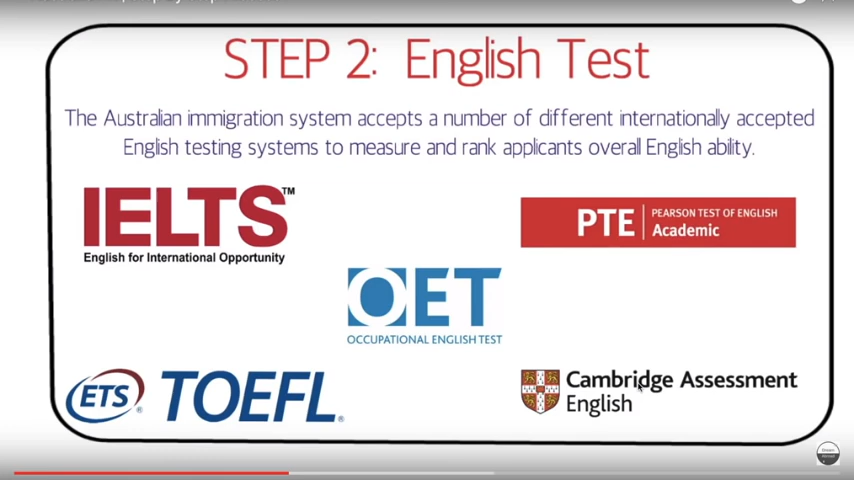 STEP 2: English Test
The Australian immigration system accepts a number of different internationally accepted
English testing systems to measure and rank applicants overall English ability.
IELTS™
English for International Opportunity
PTE
PEARSON TEST OF ENGLISH
Academic
OET
OCCUPATIONAL ENGLISH TEST
ETS®
TOEFL®
Cambridge Assessment
English